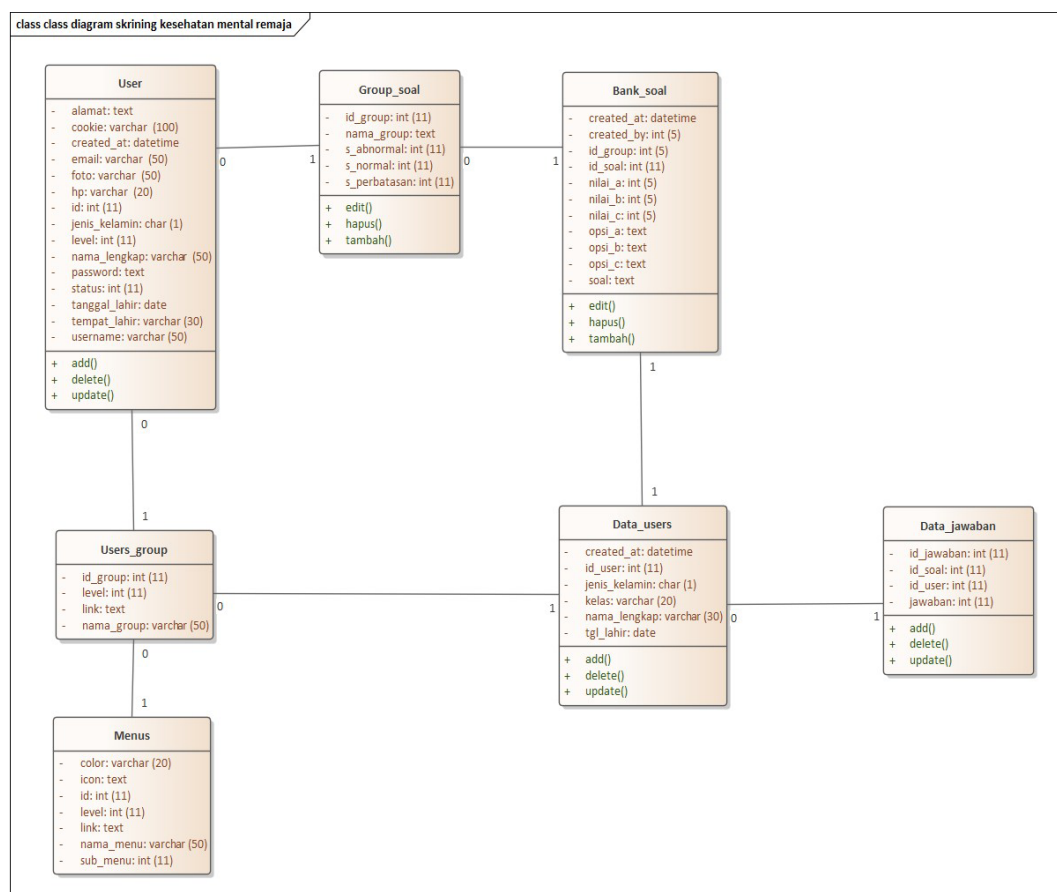 class class diagram skrining kesehatan mental remaja
User
- alamat: text
- cookie: varchar (100)
- created_at: datetime
- email: varchar (50)
- foto: varchar (50)
- hp: varchar (20)
- id: int (11)
- jenis_kelamin: char (1)
- level: int (11)
- nama_lengkap: varchar (50)
- password: text
- status: int (11)
- tanggal_lahir: date
- tempat_lahir: varchar (30)
- username: varchar (50)
+ add()
+ delete()
+ update()
0
1
Group_soal
- id_group: int (11)
- nama_group: text
- s_abnormal: int (11)
- s_normal: int (11)
- s_perbatasan: int (11)
+ edit()
+ hapus()
+ tambah()
0
1
Bank_soal
- created_at: datetime
- created_by: int (5)
- id_group: int (5)
- id_soal: int (11)
- nilai_a: int (5)
- nilai_b: int (5)
- nilai_c: int (5)
- opsi_a: text
- opsi_b: text
- opsi_c: text
- soal: text
+ edit()
+ hapus()
+ tambah()
1
1
0
1
Users_group
- id_group: int (11)
- level: int (11)
- link: text
- nama_group: varchar (50)
0
1
Data_users
- created_at: datetime
- id_user: int (11)
- jenis_kelamin: char (1)
- kelas: varchar (20)
- nama_lengkap: varchar (30)
- tgl_lahir: date
+ add()
+ delete()
+ update()
0
1
Data_jawaban
- id_jawaban: int (11)
- id_soal: int (11)
- id_user: int (11)
- jawaban: int (11)
+ add()
+ delete()
+ update()
0
1
Menus
- color: varchar (20)
- icon: text
- id: int (11)
- level: int (11)
- link: text
- nama_menu: varchar (50)
- sub_menu: int (11)